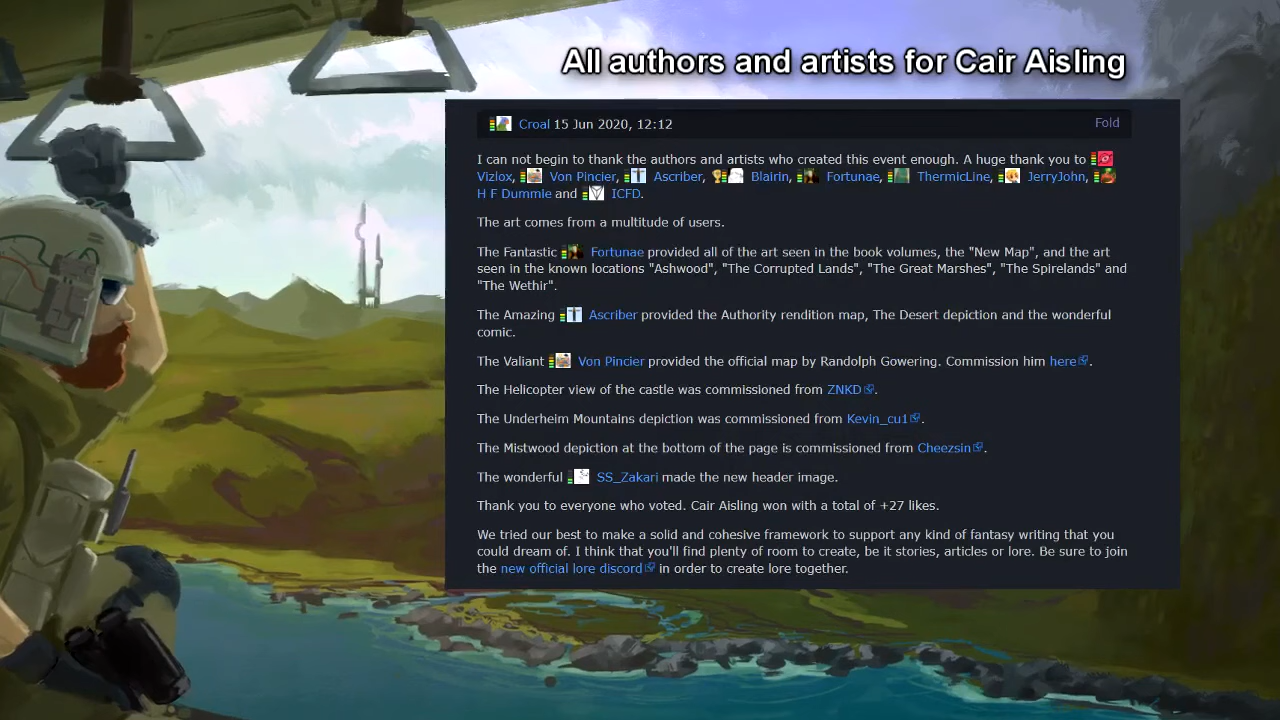 All authors and artists for Cair Aisling
Croal 15 Jun 2020, 12:12
Fold
I can not begin to thank the authors and artists who created this event enough. A huge thank you to
Vizlox, Von Pincier, Ascriber, Blairin, Fortunae, ThermicLine, JerryJohn,
H F Dummie and ICFD.
The art comes from a multitude of users.
The Fantastic Fortunae provided all of the art seen in the book volumes, the "New Map", and the art
seen in the known locations "Ashwood", "The Corrupted Lands", "The Great Marshes", "The Spirelands" and
"The Wethir".
The Amazing Ascriber provided the Authority rendition map, The Desert depiction and the wonderful
comic.
The Valiant Von Pincier provided the official map by Randolph Gowering. Commission him here.
The Helicopter view of the castle was commissioned from ZNKD.
The Underheim Mountains depiction was commissioned from Kevin_cu1.
The Mistwood depiction at the bottom of the page is commissioned from Cheezsin.
The wonderful SS_Zakari made the new header image.
Thank you to everyone who voted. Cair Aisling won with a total of +27 likes.
We tried our best to make a solid and cohesive framework to support any kind of fantasy writing that you
could dream of. I think that you'll find plenty of room to create, be it stories, articles or lore. Be sure to join
the new official lore discord in order to create lore together.